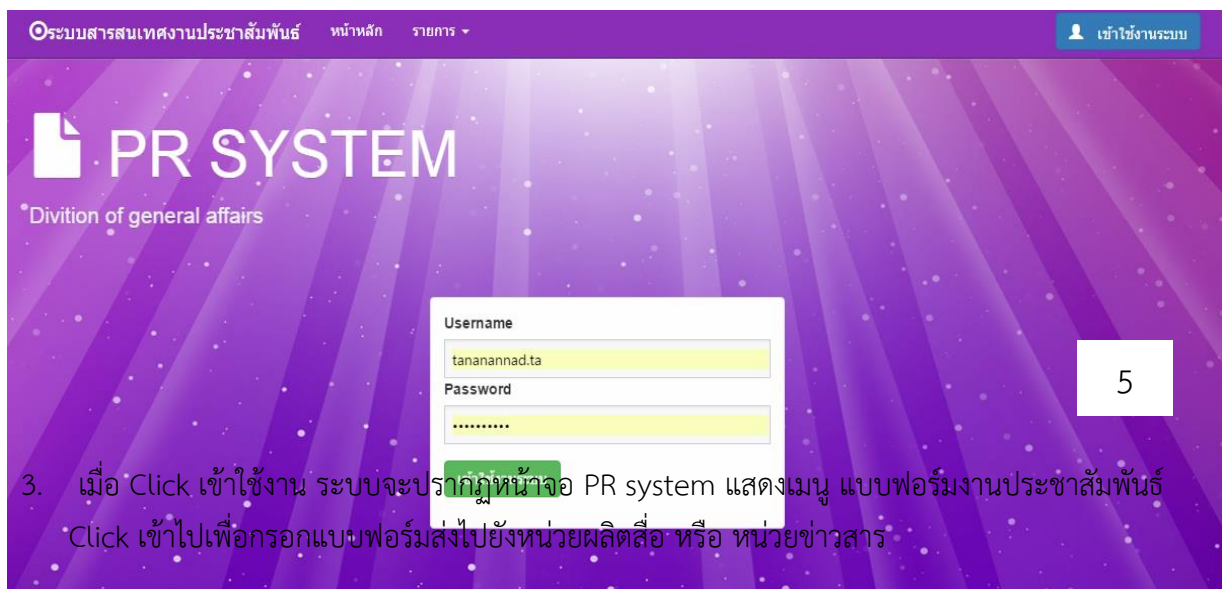 ระบบสารสนเทศงานประชาสัมพันธ์ หน้าหลัก รายการ เข้าใช้งานระบบ
PR SYSTEM
Divition of general affairs
Username
tananannad.ta
Password
••••••••••
5
3. เมื่อ Click เข้าใช้งาน ระบบจะปรากฏหน้าจอ PR system แสดงเมนู แบบฟอร์มงานประชาสัมพันธ์
Click เข้าไปเพื่อกรอกแบบฟอร์มส่งไปยังหน่วยผลิตสื่อ หรือ หน่วยข่าวสาร